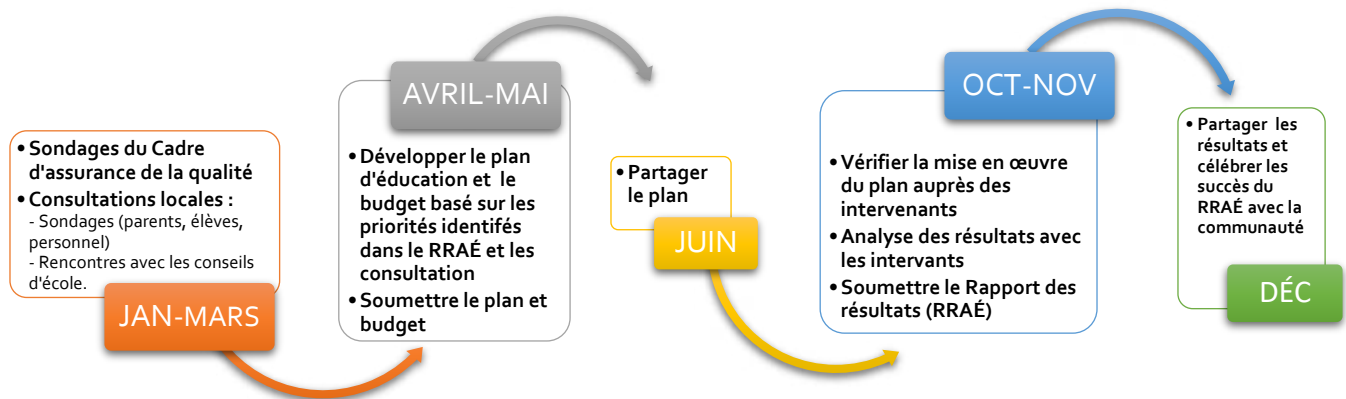 • Sondages du Cadre
d'assurance de la qualité
• Consultations locales :
- Sondages (parents, élèves,
personnel)
- Rencontres avec les conseils
d'école.
JAN-MARS
AVRIL-MAI
• Développer le plan
d'éducation et le
budget basé sur les
priorités identifés
dans le RRAÉ et les
consultation
• Soumettre le plan et
budget
• Partager
le plan
JUIN
OCT-NOV
• Vérifier la mise en œuvre
du plan auprès des
intervenants
• Analyse des résultats avec
les intervants
• Soumettre le Rapport des
résultats (RRAÉ)
• Partager les
résultats et
célébrer les
succès du
RRAÉ avec la
communauté
DÉC